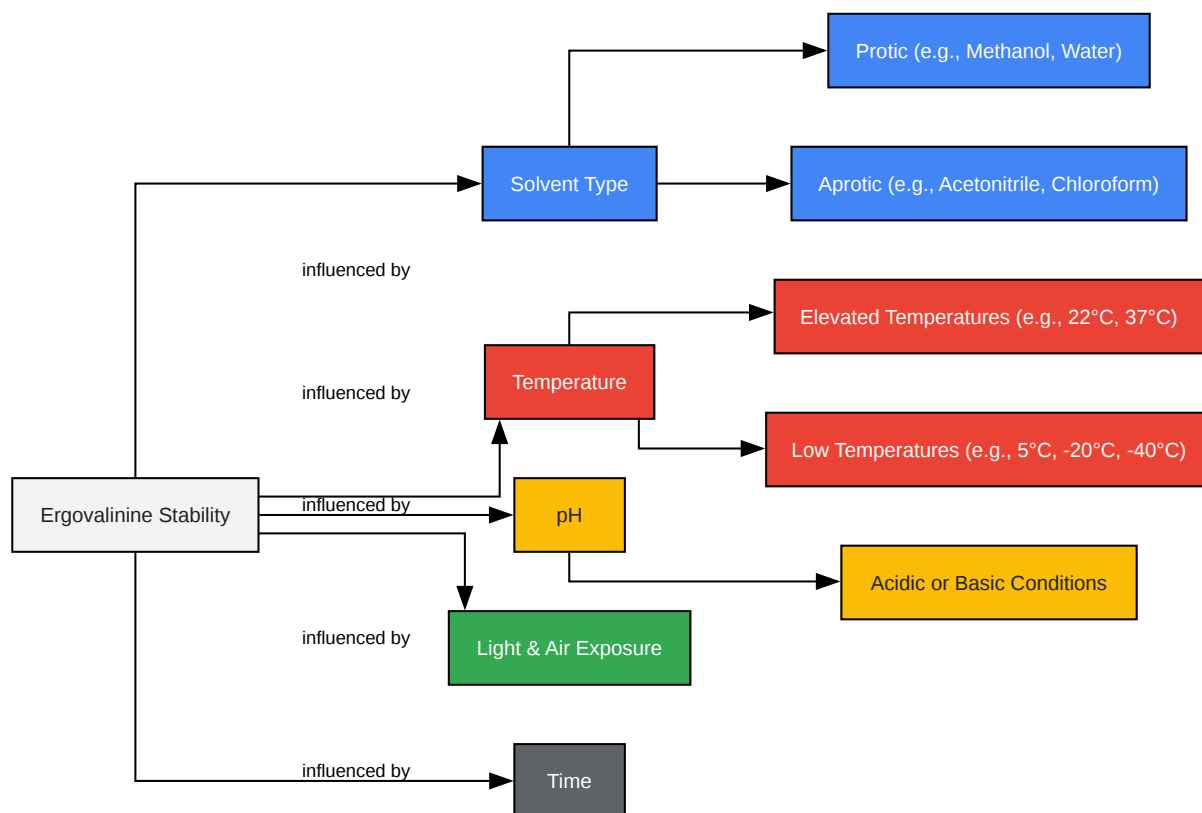 Protic (e.g., Methanol, Water)
Solvent Type
Aprotic (e.g., Acetonitrile, Chloroform)
influenced by
Elevated Temperatures (e.g., 22°C, 37°C)
Temperature
influenced by
Low Temperatures (e.g., 5°C, -20°C, -40°C)
Ergovalinine Stability
influenced by
pH
Acidic or Basic Conditions
influenced by
Light & Air Exposure
influenced by
Time